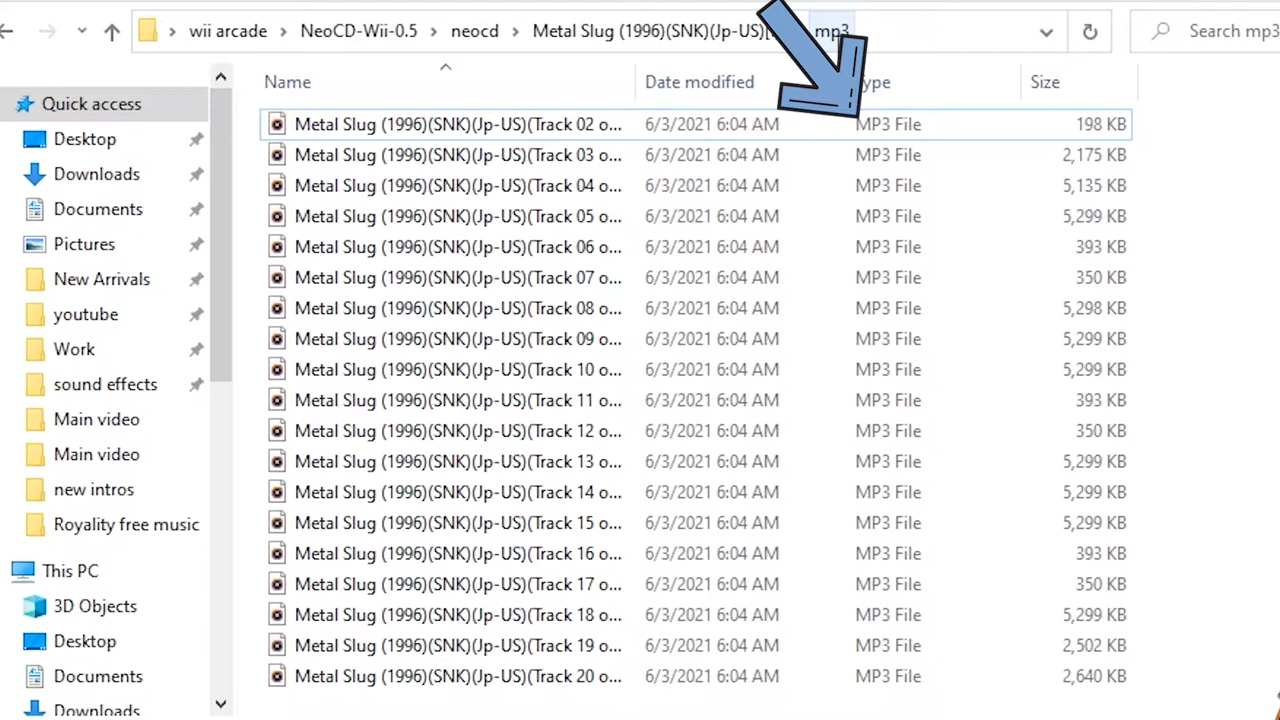 wii arcade > NeoCD-Wii-0.5 > neocd > Metal Slug (1996)(SNK)(Jp-US)[ mp3
Search mp3
Name Date modified ype Size
Quick access
Desktop
Downloads
Documents
Pictures
New Arrivals
youtube
Work
sound effects
Main video
Main video
new intros
Royality free music
This PC
3D Objects
Desktop
Documents
Downloads
Metal Slug (1996)(SNK)(Jp-US)(Track 02 o... 6/3/2021 6:04 AM MP3 File 198 KB
Metal Slug (1996)(SNK)(Jp-US)(Track 03 o... 6/3/2021 6:04 AM MP3 File 2,175 KB
Metal Slug (1996)(SNK)(Jp-US)(Track 04 o... 6/3/2021 6:04 AM MP3 File 5,135 KB
Metal Slug (1996)(SNK)(Jp-US)(Track 05 o... 6/3/2021 6:04 AM MP3 File 5,299 KB
Metal Slug (1996)(SNK)(Jp-US)(Track 06 o... 6/3/2021 6:04 AM MP3 File 393 KB
Metal Slug (1996)(SNK)(Jp-US)(Track 07 o... 6/3/2021 6:04 AM MP3 File 350 KB
Metal Slug (1996)(SNK)(Jp-US)(Track 08 o... 6/3/2021 6:04 AM MP3 File 5,298 KB
Metal Slug (1996)(SNK)(Jp-US)(Track 09 o... 6/3/2021 6:04 AM MP3 File 5,299 KB
Metal Slug (1996)(SNK)(Jp-US)(Track 10 o... 6/3/2021 6:04 AM MP3 File 5,299 KB
Metal Slug (1996)(SNK)(Jp-US)(Track 11 o... 6/3/2021 6:04 AM MP3 File 393 KB
Metal Slug (1996)(SNK)(Jp-US)(Track 12 o... 6/3/2021 6:04 AM MP3 File 350 KB
Metal Slug (1996)(SNK)(Jp-US)(Track 13 o... 6/3/2021 6:04 AM MP3 File 5,299 KB
Metal Slug (1996)(SNK)(Jp-US)(Track 14 o... 6/3/2021 6:04 AM MP3 File 5,299 KB
Metal Slug (1996)(SNK)(Jp-US)(Track 15 o... 6/3/2021 6:04 AM MP3 File 5,299 KB
Metal Slug (1996)(SNK)(Jp-US)(Track 16 o... 6/3/2021 6:04 AM MP3 File 393 KB
Metal Slug (1996)(SNK)(Jp-US)(Track 17 o... 6/3/2021 6:04 AM MP3 File 350 KB
Metal Slug (1996)(SNK)(Jp-US)(Track 18 o... 6/3/2021 6:04 AM MP3 File 5,299 KB
Metal Slug (1996)(SNK)(Jp-US)(Track 19 o... 6/3/2021 6:04 AM MP3 File 2,502 KB
Metal Slug (1996)(SNK)(Jp-US)(Track 20 o... 6/3/2021 6:04 AM MP3 File 2,640 KB